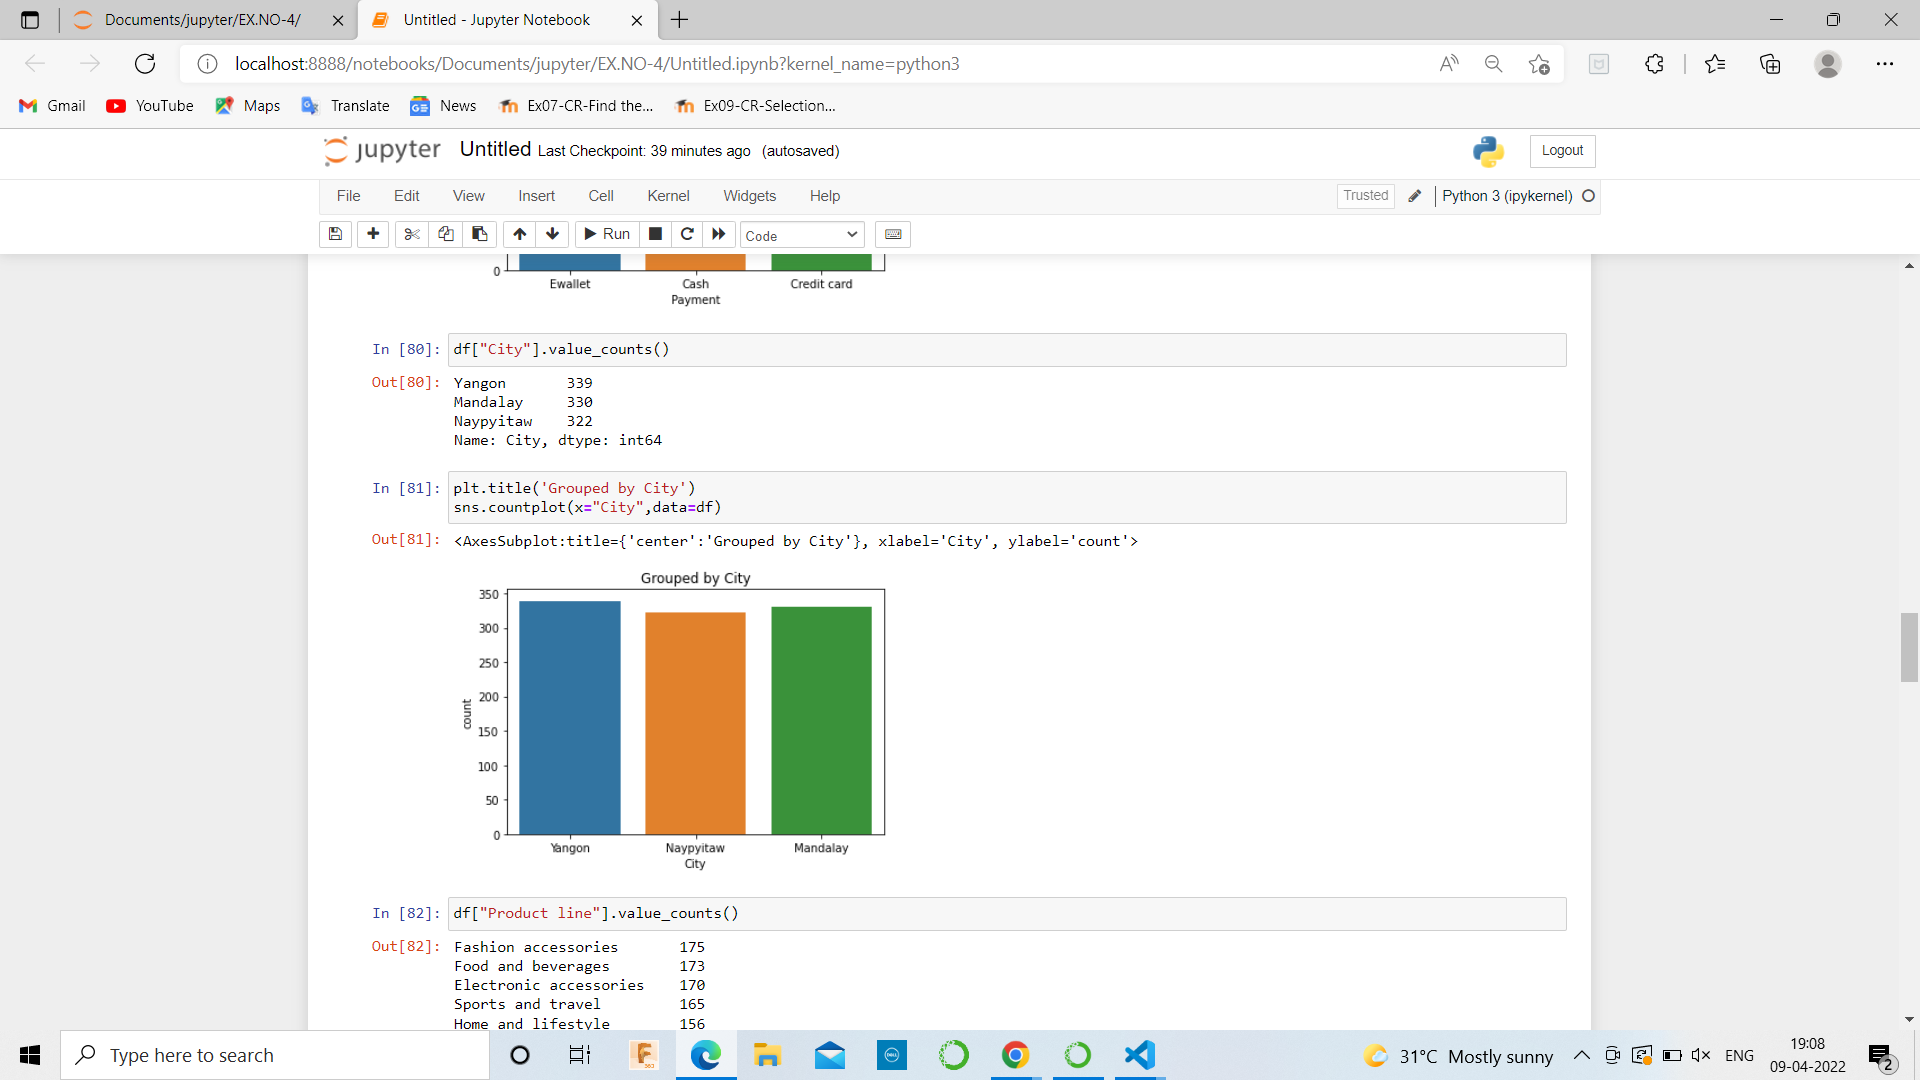 Documents/jupyter/EX.NO-4/
Untitled - Jupyter Notebook
localhost:8888/notebooks/Documents/jupyter/EX.NO-4/Untitled.ipynb?kernel_name=python3
Gmail YouTube Maps Translate News Ex07-CR-Find the... Ex09-CR-Selection...
jupyter Untitled Last Checkpoint: 39 minutes ago (autosaved)
Logout
File Edit View Insert Cell Kernel Widgets Help
Trusted Python 3 (ipykernel)
Run Code
0
Ewallet Cash Credit card
Payment
In [80]: df["City"].value_counts()
Out[80]: Yangon 339
Mandalay 330
Naypyitaw 322
Name: City, dtype: int64
In [81]: plt.title('Grouped by City')
sns.countplot(x="City",data=df)
Out[81]: <AxesSubplot:title={'center':'Grouped by City'}, xlabel='City', ylabel='count'>
Grouped by City
350
300
250
200
count
150
100
50
0
Yangon Naypyitaw Mandalay
City
In [82]: df["Product line"].value_counts()
Out[82]: Fashion accessories 175
Food and beverages 173
Electronic accessories 170
Sports and travel 165
Home and lifestyle 156
Type here to search
31°C Mostly sunny
ENG
19:08
09-04-2022
2